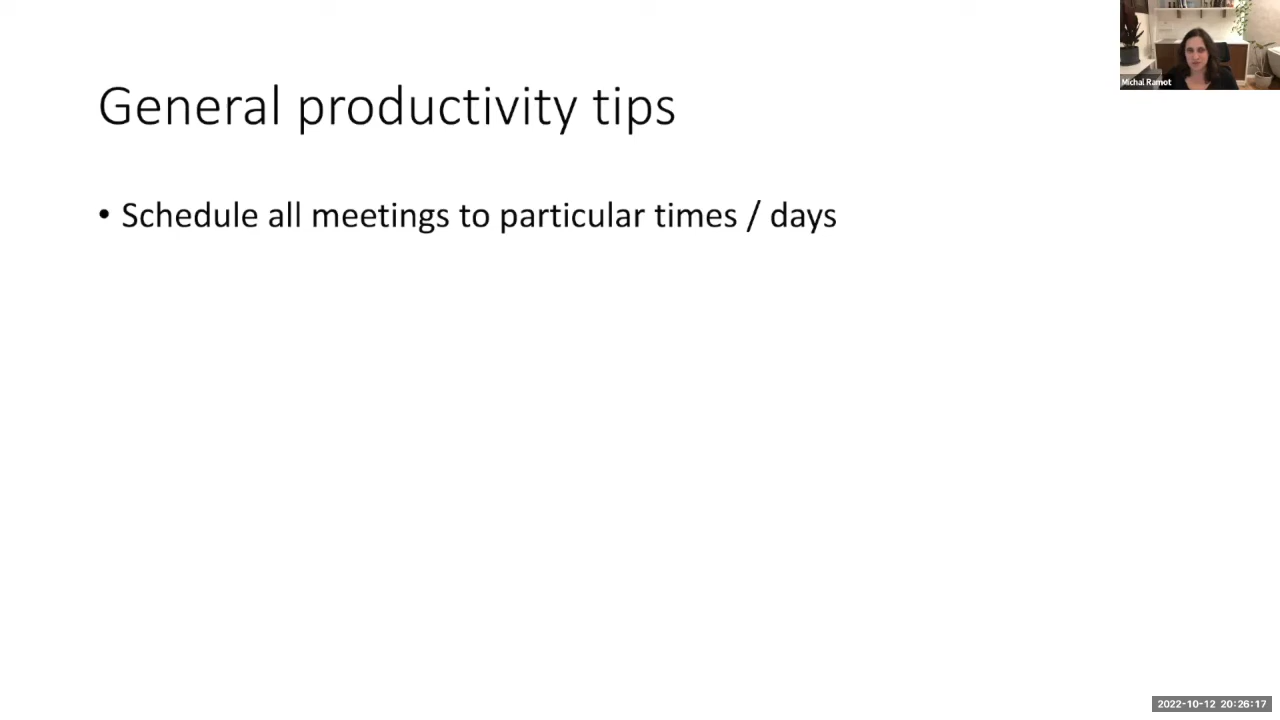 Michal Ramot
General productivity tips
• Schedule all meetings to particular times / days
2022-10-12 20:26:17